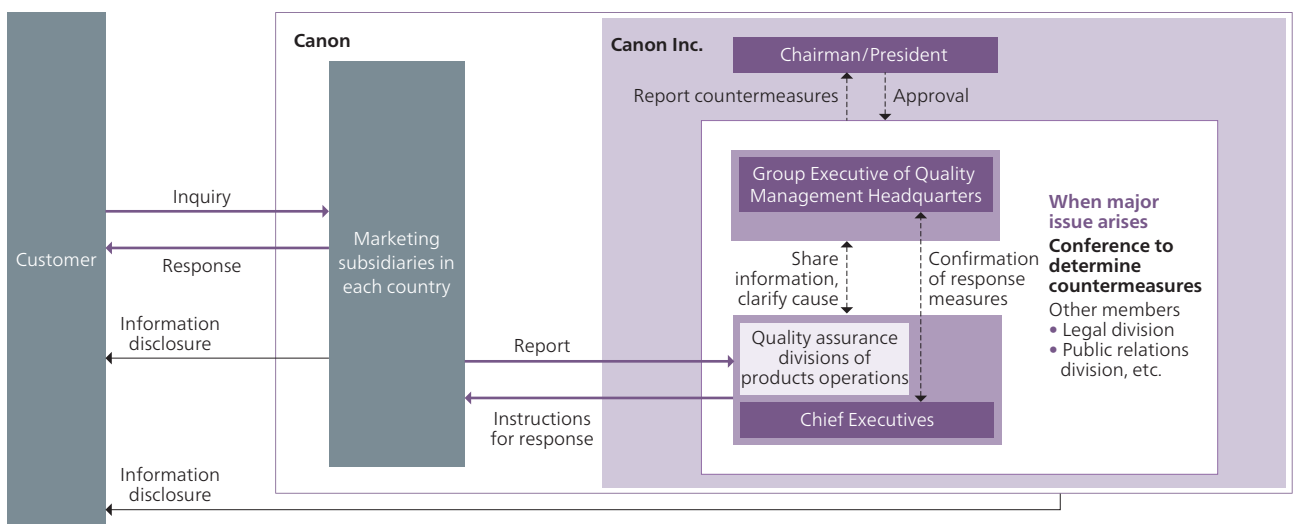 Canon
Canon Inc.
Chairman/President
Report countermeasures
Approval
Group Executive of Quality
Management Headquarters
When major
issue arises
Conference to
determine
countermeasures
Other members
• Legal division
• Public relations
division, etc.
Inquiry
Customer
Response
Marketing
subsidiaries in
each country
Share
information,
clarify cause
Confirmation
of response
measures
Information
disclosure
Report
Quality assurance
divisions of
products operations
Instructions
for response
Chief Executives
Information
disclosure